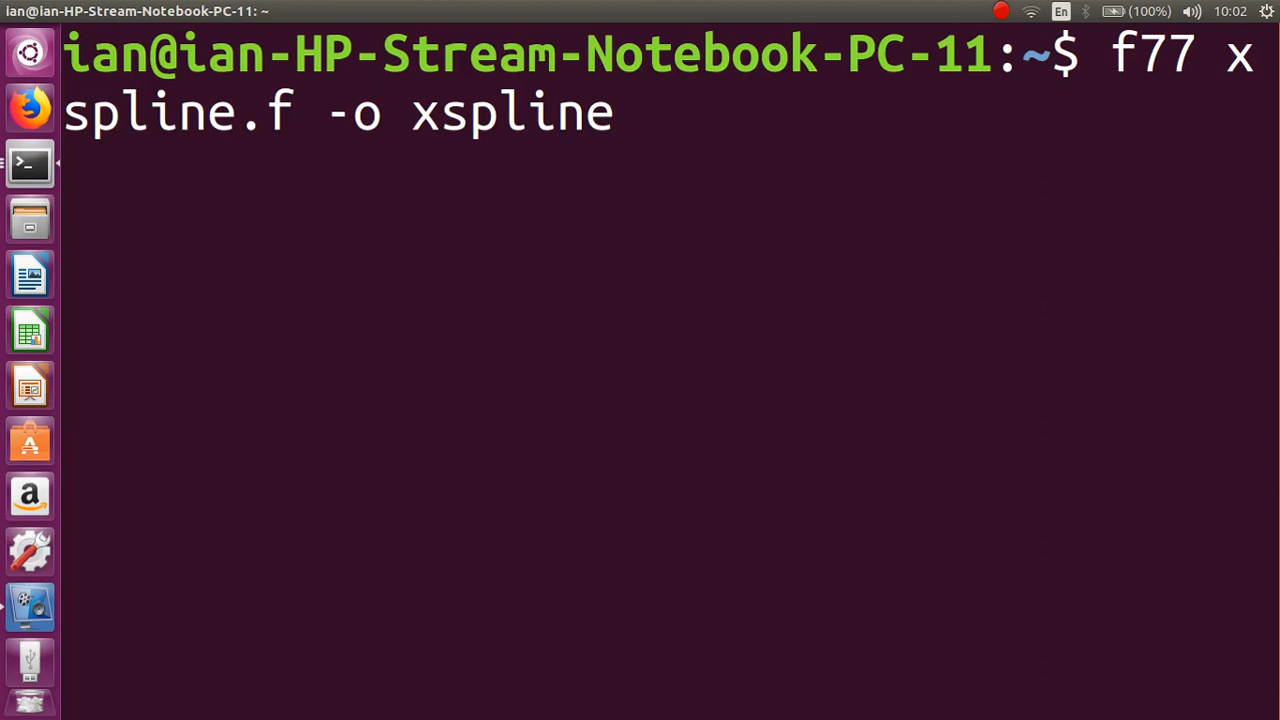 ian@ian-HP-Stream-Notebook-PC-11: ~
En
(100%)
10:02
ian@ian-HP-Stream-Notebook-PC-11:~$ f77 x
spline.f -o xspline
>_
A
a